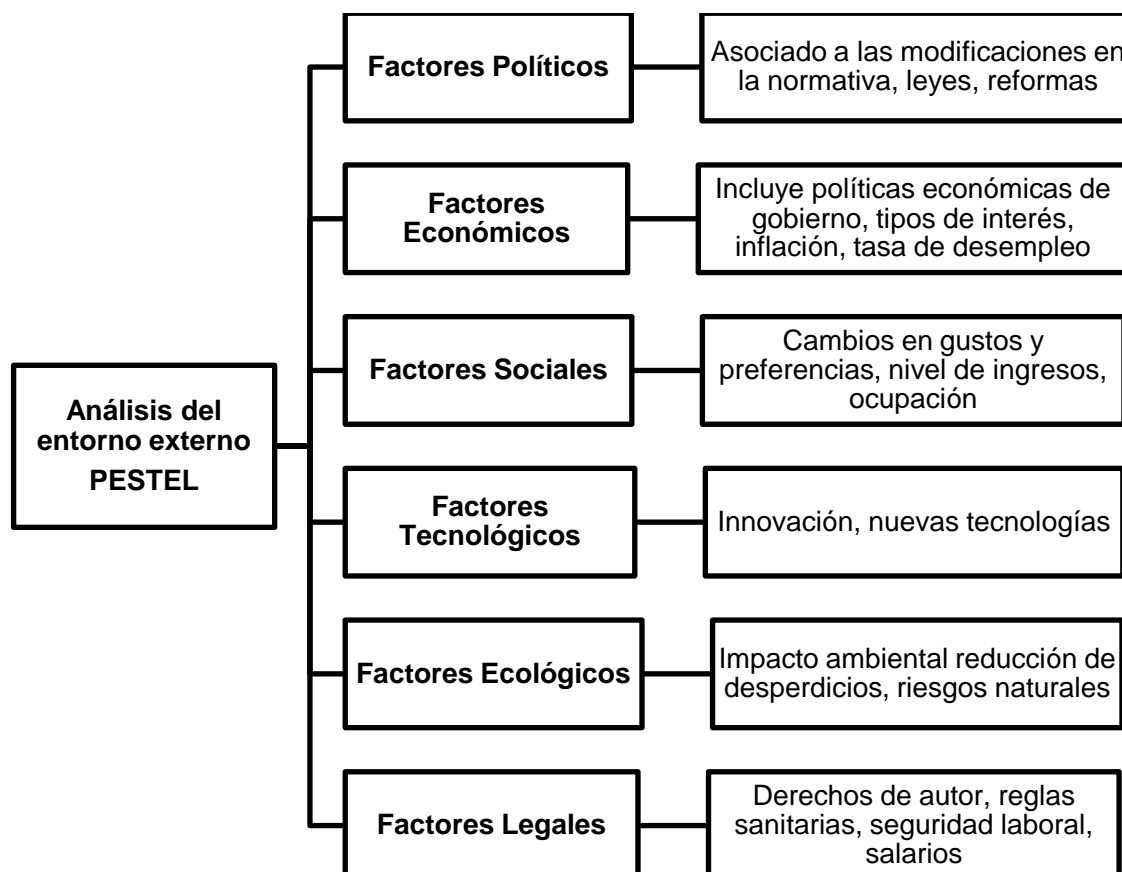 Factores Políticos
Asociado a las modificaciones en
la normativa, leyes, reformas
Factores
Económicos
Incluye políticas económicas de
gobierno, tipos de interés,
inflación, tasa de desempleo
Factores Sociales
Cambios en gustos y
preferencias, nivel de ingresos,
ocupación
Análisis del
entorno externo
PESTEL
Factores
Tecnológicos
Innovación, nuevas tecnologías
Factores Ecológicos
Impacto ambiental reducción de
desperdicios, riesgos naturales
Factores Legales
Derechos de autor, reglas
sanitarias, seguridad laboral,
salarios